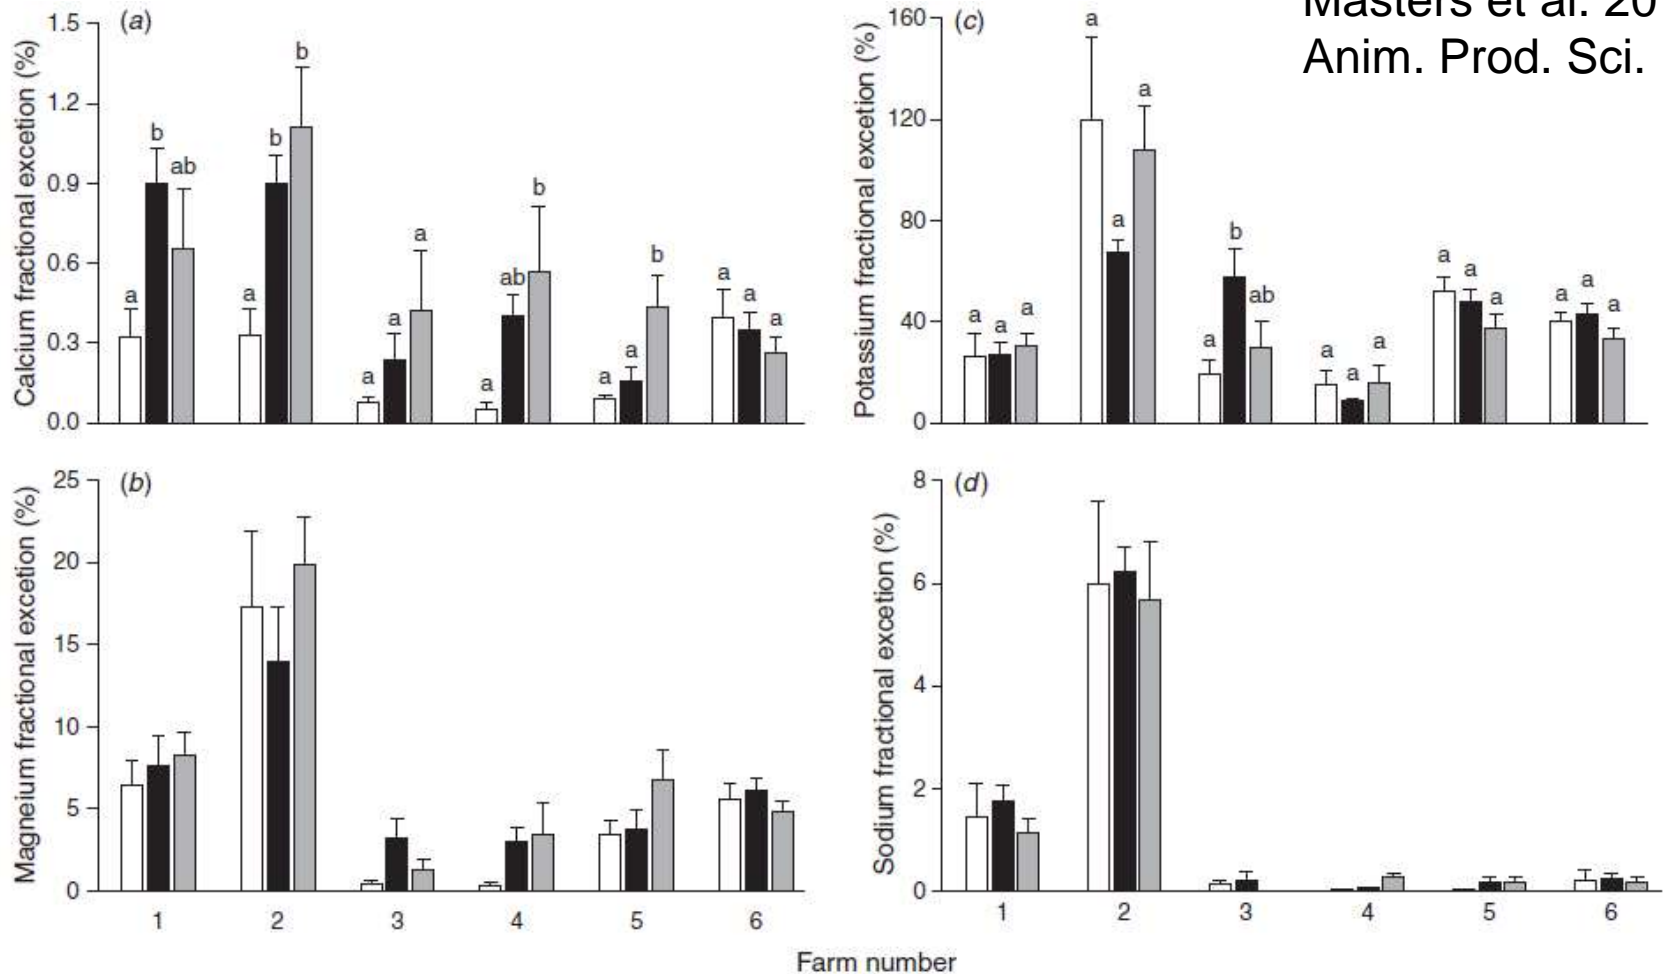 Masters et al. 20
Anim. Prod. Sci.
(a)
Calcium fractional excetion (%)
1.5
1.2
0.9
0.6
0.3
0.0
a b ab
a b b
a a a
a ab b
a a b
a a a
(c)
Potassium fractional excetion (%)
160
120
80
40
0
a a a
a a a
a b ab
a a a
a a a
a a a
(b)
Magneium fractional excetion (%)
25
20
15
10
5
0
1 2 3 4 5 6
(d)
Sodium fractional excetion (%)
8
6
4
2
0
1 2 3 4 5 6
Farm number